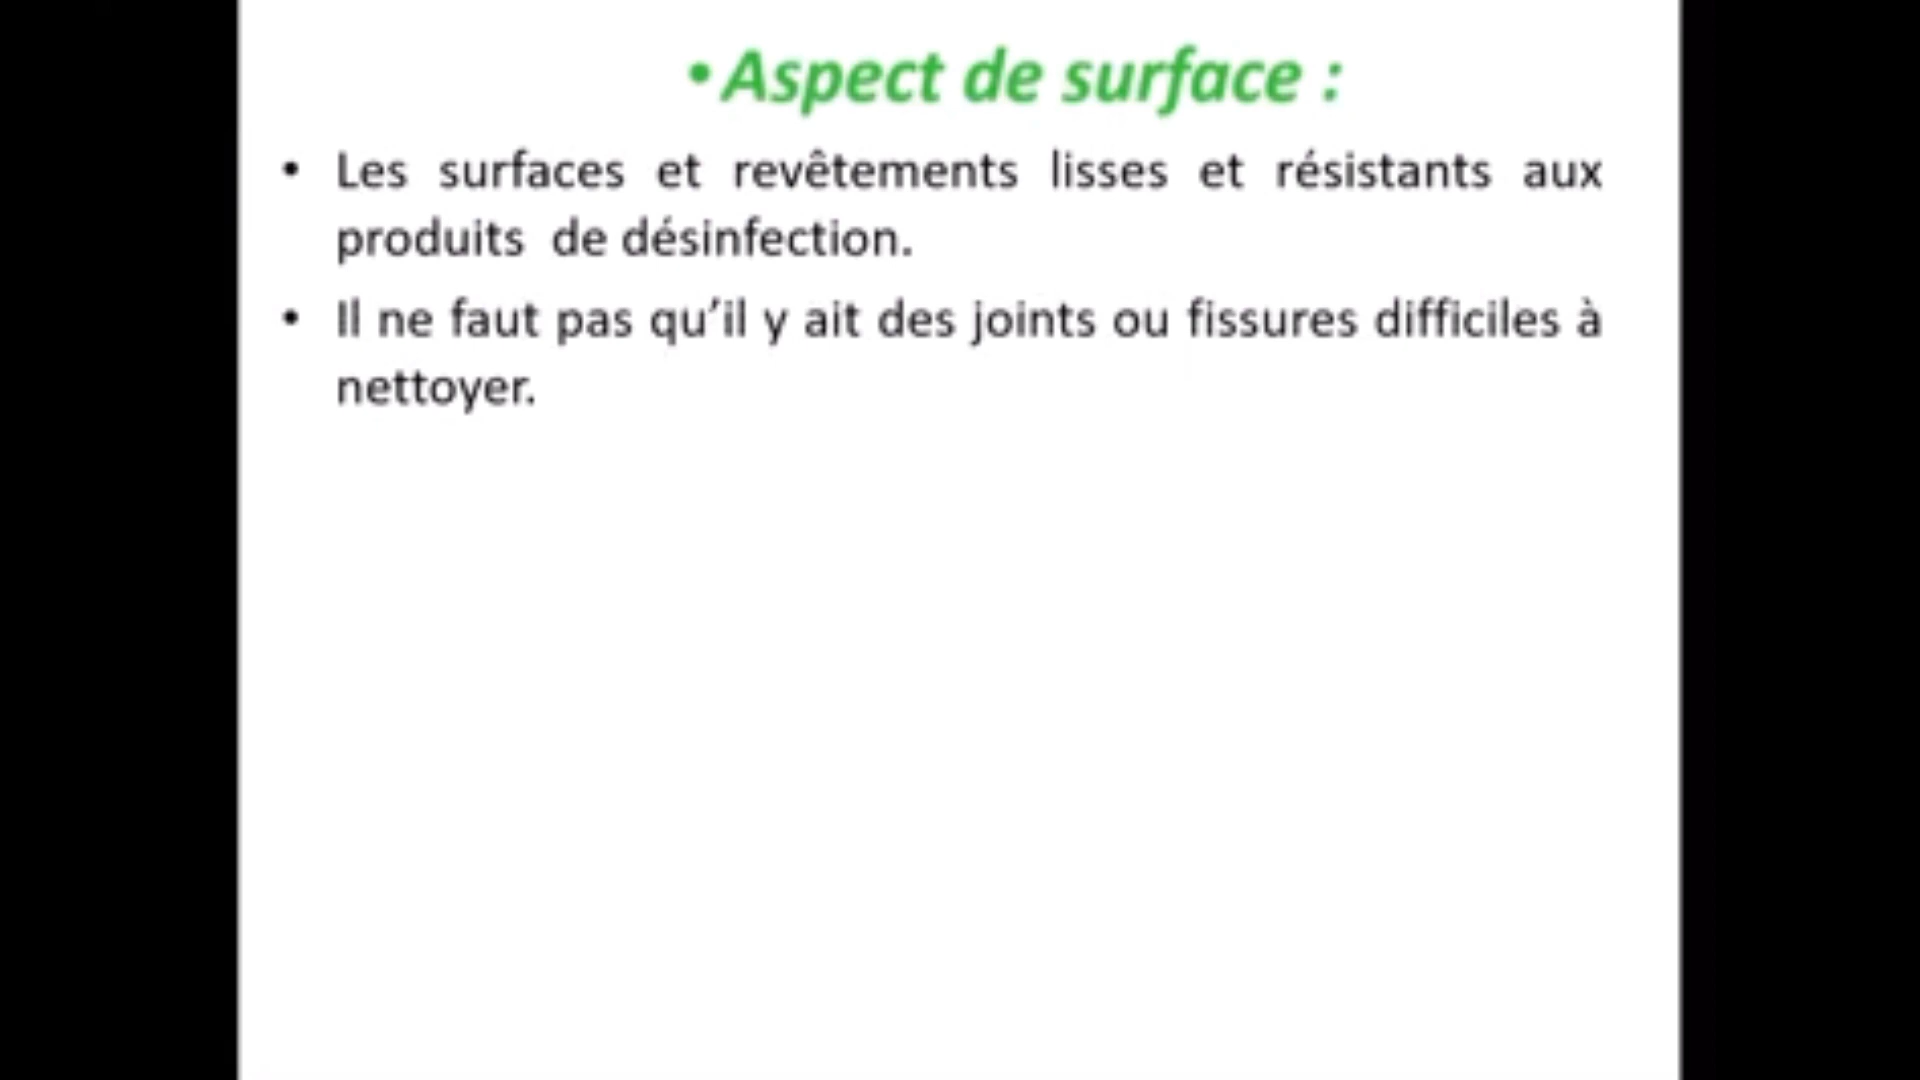 • Aspect de surface :
• Les surfaces et revêtements lisses et résistants aux
produits de désinfection.
• Il ne faut pas qu’il y ait des joints ou fissures difficiles à
nettoyer.